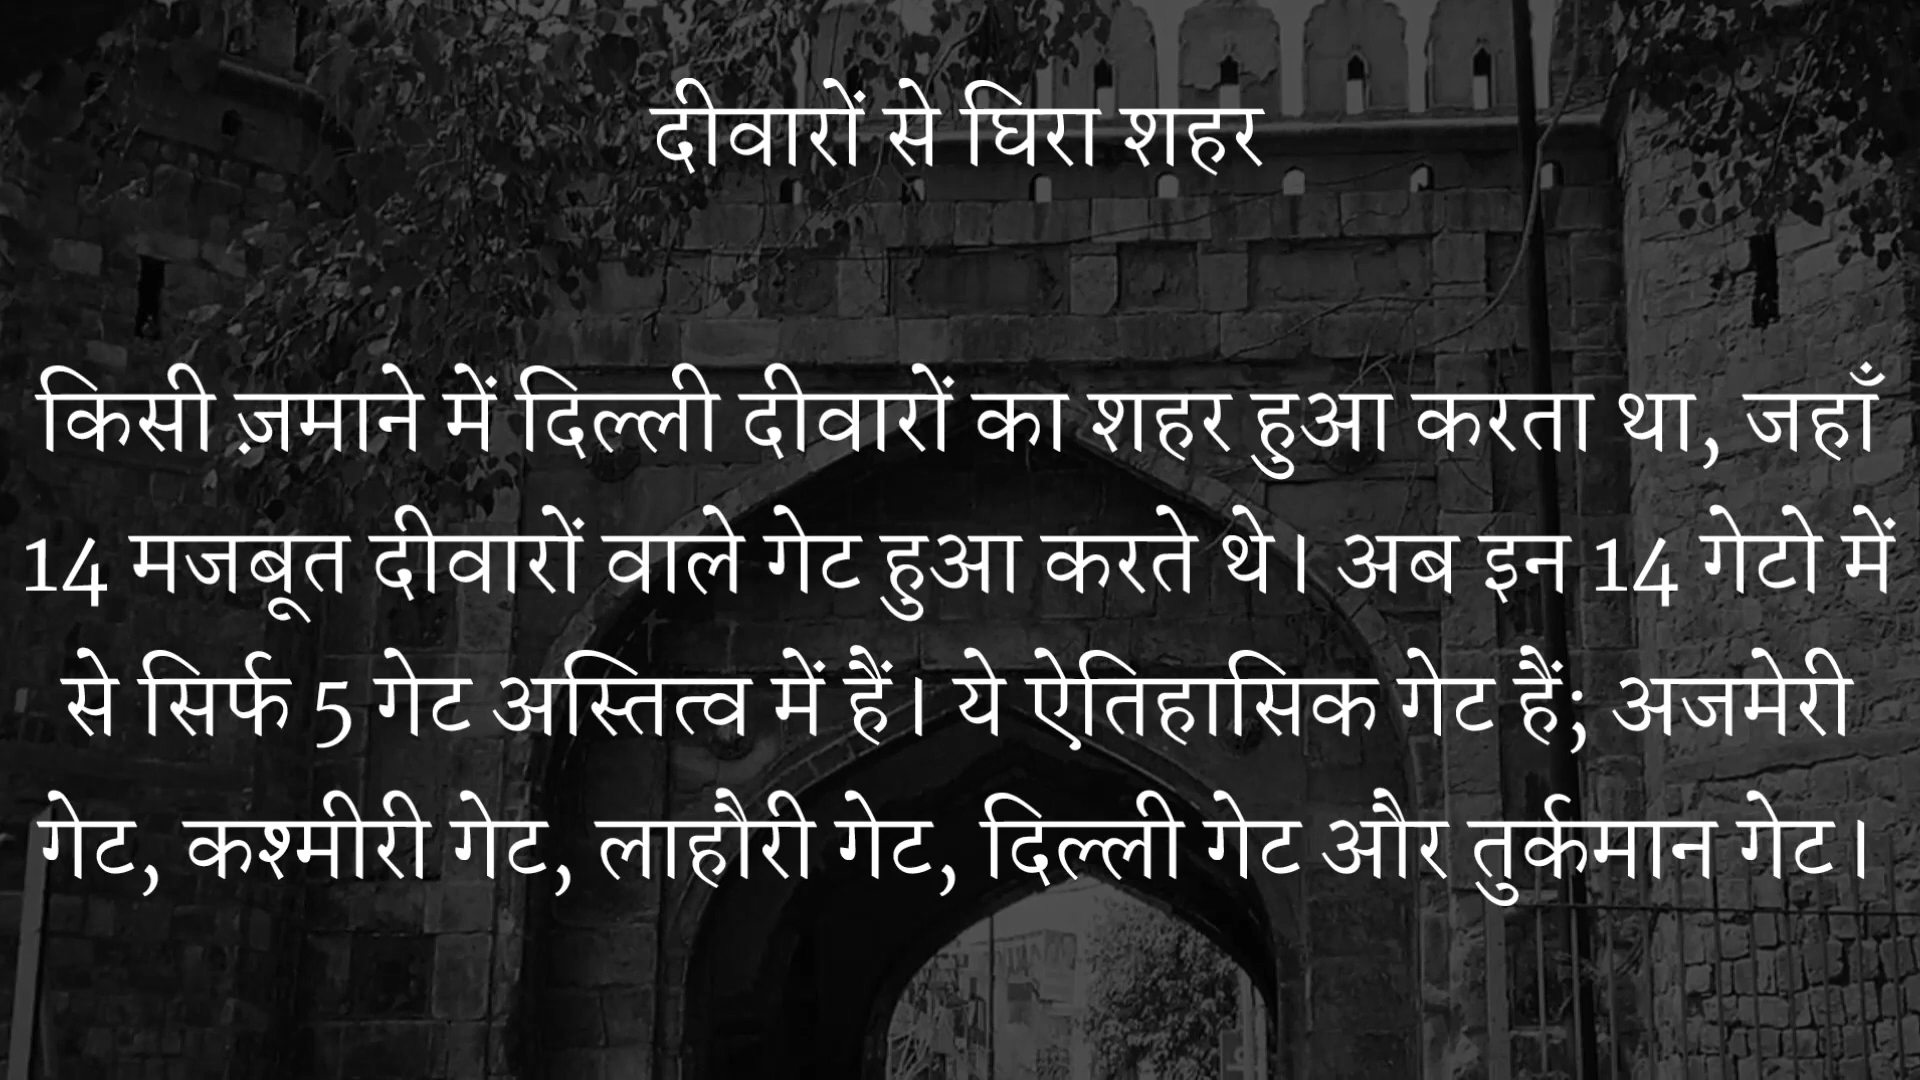 दीवारों से घिरा शहर
किसी ज़माने में दिल्ली दीवारों का शहर हुआ करता था, जहाँ
14 मजबूत दीवारों वाले गेट हुआ करते थे। अब इन 14 गेटो में
से सिर्फ 5 गेट अस्तित्व में हैं। ये ऐतिहासिक गेट हैं; अजमेरी
गेट, कश्मीरी गेट, लाहौरी गेट, दिल्ली गेट और तुर्कमान गेट।